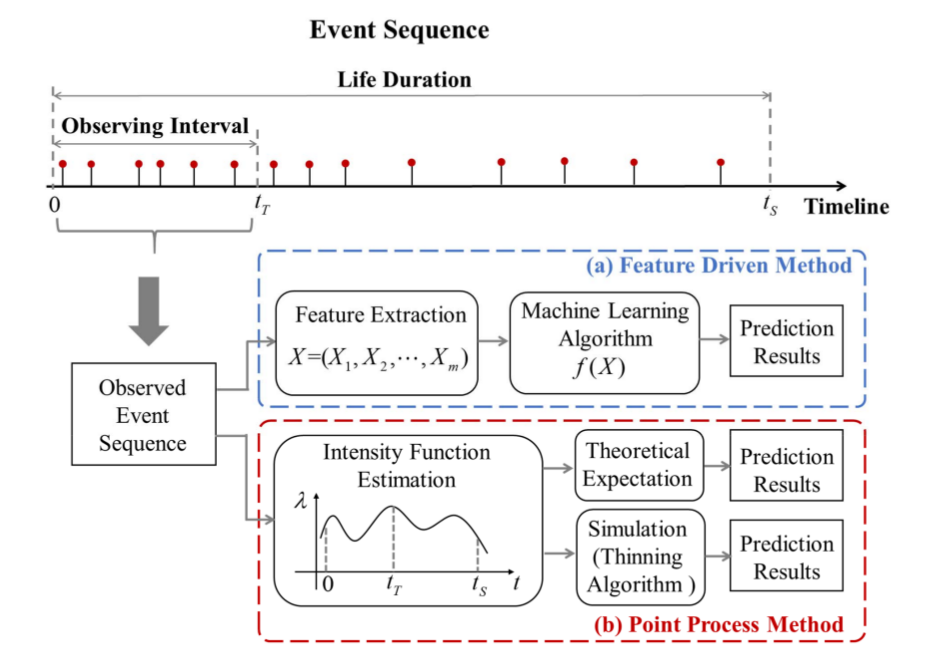 Event Sequence
Life Duration
Observing Interval
0
t_T
t_S
Timeline
(a) Feature Driven Method
Feature Extraction
X=(X_1, X_2, ⋯, X_m)
Machine Learning
Algorithm
f(X)
Prediction
Results
Observed
Event
Sequence
Intensity Function
Estimation
λ
0
t_T
t_S
t
Theoretical
Expectation
Prediction
Results
Simulation
(Thinning
Algorithm )
Prediction
Results
(b) Point Process Method